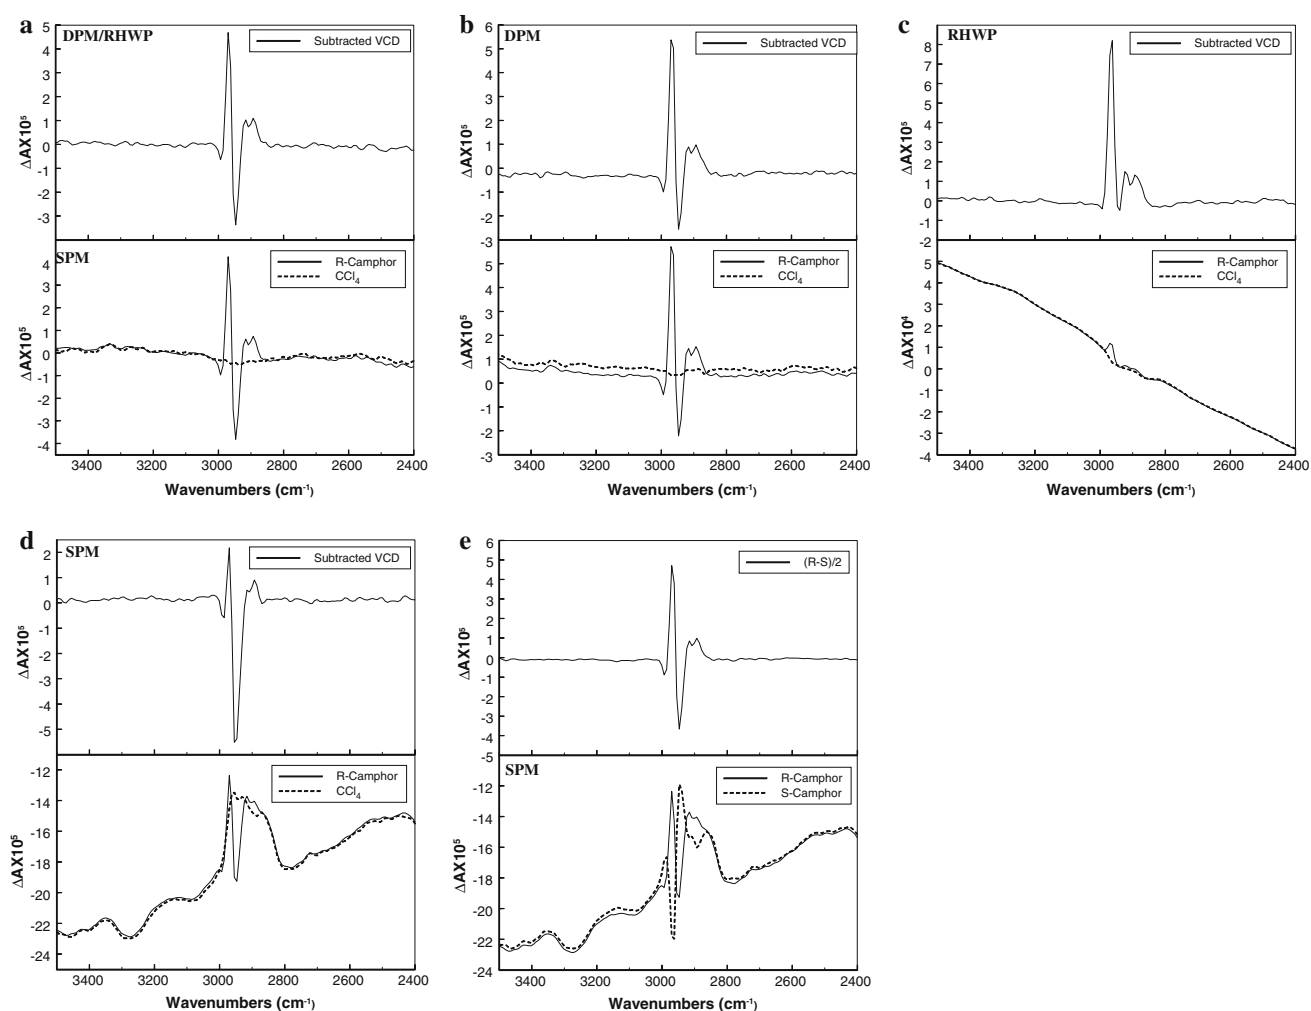 a
DPM/RHWP
Subtracted VCD
5
4
3
2
1
0
-1
-2
-3
ΔAX10⁵
SPM
R-Camphor
CCl₄
4
3
2
1
0
-1
-2
-3
-4
ΔAX10⁵
3400 3200 3000 2800 2600 2400
Wavenumbers (cm⁻¹)
b
DPM
Subtracted VCD
6
5
4
3
2
1
0
-1
-2
-3
ΔAX10⁵
R-Camphor
CCl₄
5
4
3
2
1
0
-1
-2
-3
ΔAX10⁵
3400 3200 3000 2800 2600 2400
Wavenumbers (cm⁻¹)
c
RHWP
Subtracted VCD
8
7
6
5
4
3
2
1
0
-1
-2
ΔAX10⁵
R-Camphor
CCl₄
5
4
3
2
1
0
-1
-2
-3
-4
ΔAX10⁴
3400 3200 3000 2800 2600 2400
Wavenumbers (cm⁻¹)
d
SPM
Subtracted VCD
2
1
0
-1
-2
-3
-4
-5
ΔAX10⁵
R-Camphor
CCl₄
-12
-14
-16
-18
-20
-22
-24
ΔAX10⁵
3400 3200 3000 2800 2600 2400
Wavenumbers (cm⁻¹)
e
(R-S)/2
6
5
4
3
2
1
0
-1
-2
-3
-4
-5
ΔAX10⁵
SPM
R-Camphor
S-Camphor
-12
-14
-16
-18
-20
-22
-24
ΔAX10⁵
3400 3200 3000 2800 2600 2400
Wavenumbers (cm⁻¹)